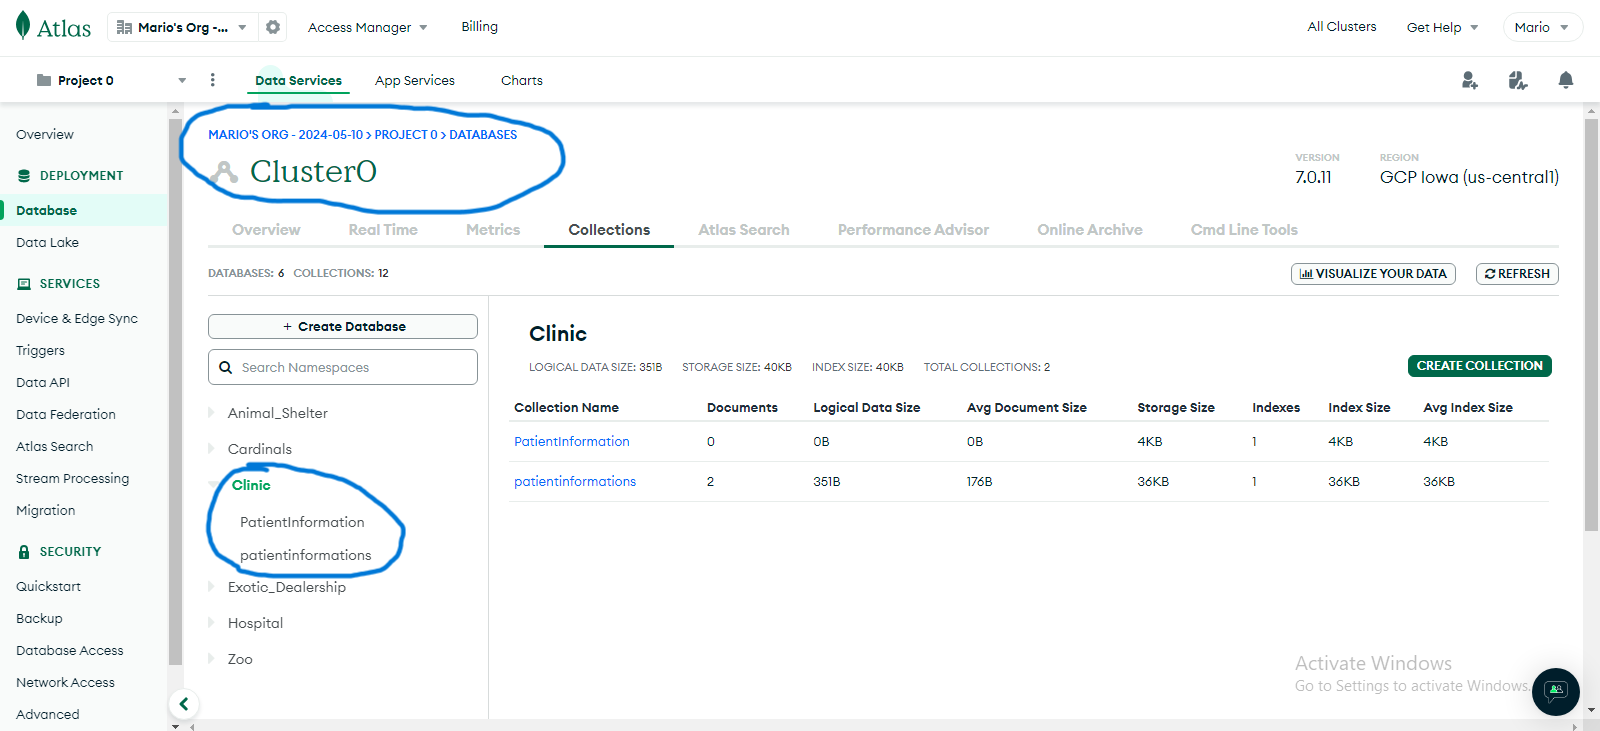 Atlas
Mario's Org -...
Access Manager
Billing
All Clusters
Get Help
Mario
Project 0
Data Services
App Services
Charts
Overview
DEPLOYMENT
Database
Data Lake
SERVICES
Device & Edge Sync
Triggers
Data API
Data Federation
Atlas Search
Stream Processing
Migration
SECURITY
Quickstart
Backup
Database Access
Network Access
Advanced
MARIO'S ORG - 2024-05-10 > PROJECT 0 > DATABASES
Cluster0
VERSION
7.0.11
REGION
GCP Iowa (us-central1)
Overview
Real Time
Metrics
Collections
Atlas Search
Performance Advisor
Online Archive
Cmd Line Tools
DATABASES: 6 COLLECTIONS: 12
VISUALIZE YOUR DATA
REFRESH
+ Create Database
Search Namespaces
Animal_Shelter
Cardinals
Clinic
PatientInformation
patientinformations
Exotic_Dealership
Hospital
Zoo
Clinic
LOGICAL DATA SIZE: 351B STORAGE SIZE: 40KB INDEX SIZE: 40KB TOTAL COLLECTIONS: 2
CREATE COLLECTION
Collection Name Documents Logical Data Size Avg Document Size Storage Size Indexes Index Size Avg Index Size
PatientInformation 0 0B 0B 4KB 1 4KB 4KB
patientinformations 2 351B 176B 36KB 1 36KB 36KB
Activate Windows
Go to Settings to activate Windows.